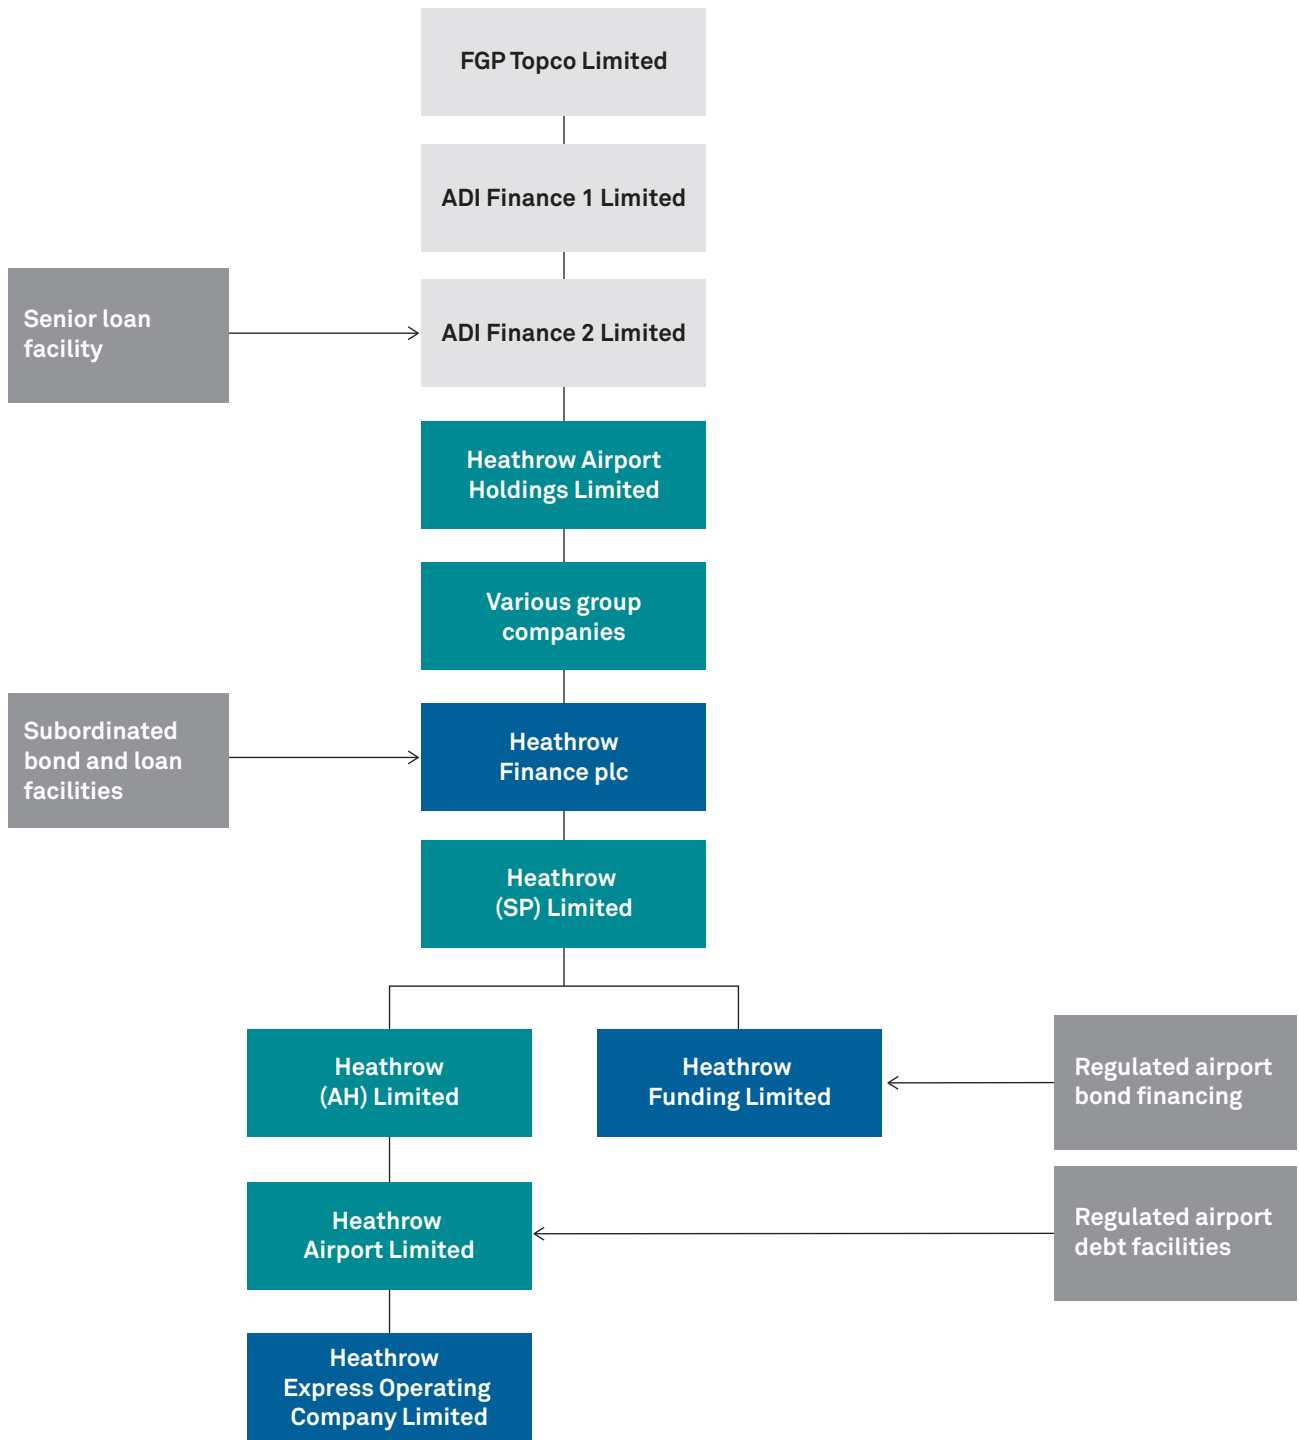 FGP Topco Limited
ADI Finance 1 Limited
Senior loan
facility
ADI Finance 2 Limited
Heathrow Airport
Holdings Limited
Various group
companies
Subordinated
bond and loan
facilities
Heathrow
Finance plc
Heathrow
(SP) Limited
Heathrow
(AH) Limited
Heathrow
Funding Limited
Regulated airport
bond financing
Heathrow
Airport Limited
Regulated airport
debt facilities
Heathrow
Express Operating
Company Limited